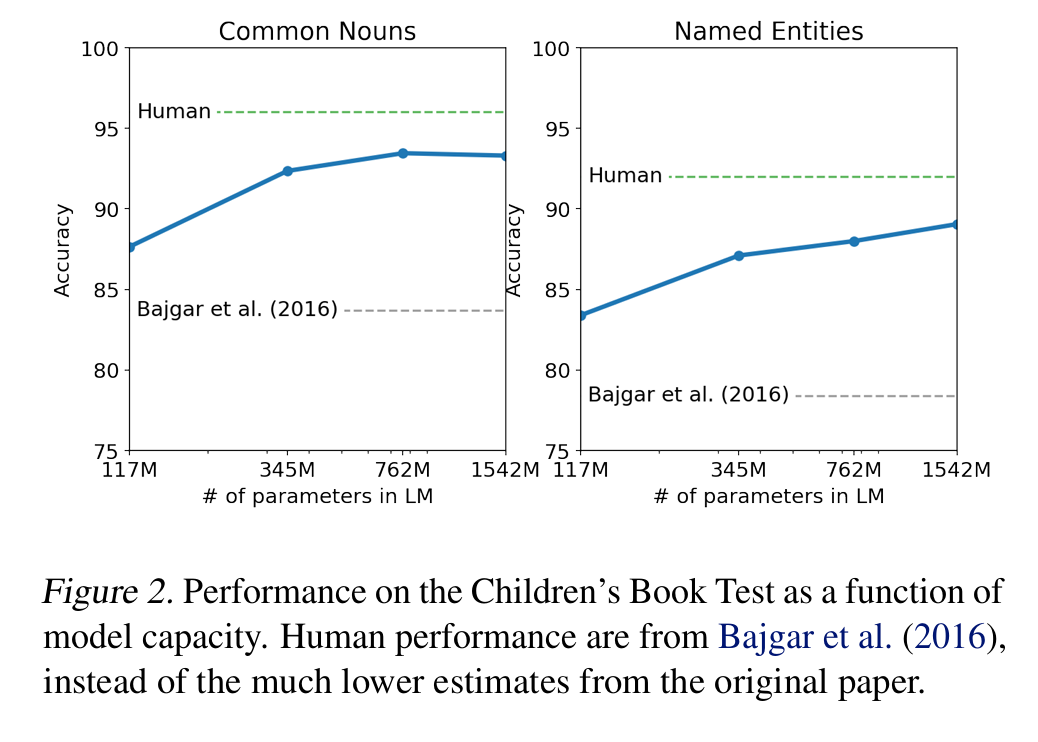 Common Nouns
100
95
90
85
80
75
Accuracy
Human
Bajgar et al. (2016)
117M 345M 762M 1542M
# of parameters in LM
Named Entities
100
95
90
85
80
75
Accuracy
Human
Bajgar et al. (2016)
117M 345M 762M 1542M
# of parameters in LM
Figure 2. Performance on the Children’s Book Test as a function of
model capacity. Human performance are from Bajgar et al. (2016),
instead of the much lower estimates from the original paper.